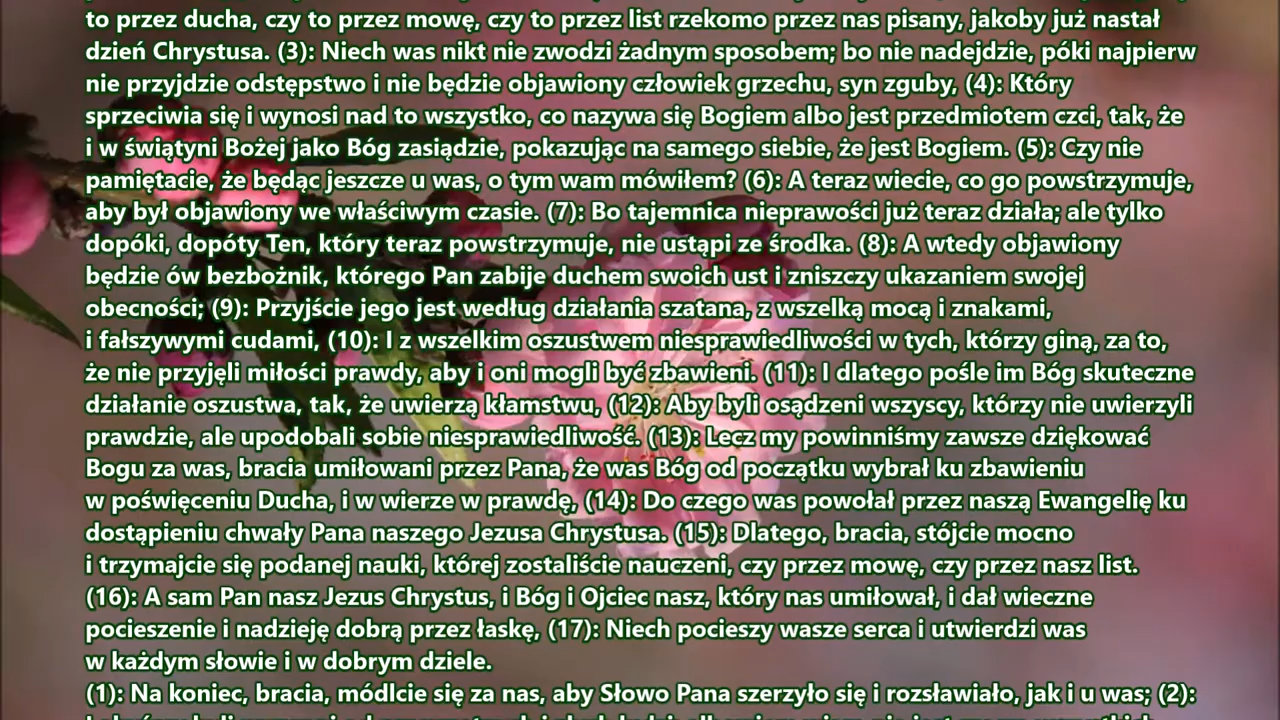 to przez ducha, czy to przez mowę, czy to przez list rzekomo przez nas pisany, jakoby już nastał
dzień Chrystusa. (3): Niech was nikt nie zwodzi żadnym sposobem; bo nie nadejdzie, póki najpierw
nie przyjdzie odstępstwo i nie będzie objawiony człowiek grzechu, syn zguby, (4): Który
sprzeciwia się i wynosi nad to wszystko, co nazywa się Bogiem albo jest przedmiotem czci, tak, że
i w świątyni Bożej jako Bóg zasiądzie, pokazując na samego siebie, że jest Bogiem. (5): Czy nie
pamiętacie, że będąc jeszcze u was, o tym wam mówiłem? (6): A teraz wiecie, co go powstrzymuje,
aby był objawiony we właściwym czasie. (7): Bo tajemnica nieprawości już teraz działa; ale tylko
dopóki, dopóty Ten, który teraz powstrzymuje, nie ustąpi ze środka. (8): A wtedy objawiony
będzie ów bezbożnik, którego Pan zabije duchem swoich ust i zniszczy ukazaniem swojej
obecności; (9): Przyjście jego jest według działania szatana, z wszelką mocą i znakami,
i fałszywymi cudami, (10): I z wszelkim oszustwem niesprawiedliwości w tych, którzy giną, za to,
że nie przyjęli miłości prawdy, aby i oni mogli być zbawieni. (11): I dlatego pośle im Bóg skuteczne
działanie oszustwa, tak, że uwierzą kłamstwu, (12): Aby byli osądzeni wszyscy, którzy nie uwierzyli
prawdzie, ale upodobali sobie niesprawiedliwość. (13): Lecz my powinniśmy zawsze dziękować
Bogu za was, bracia umiłowani przez Pana, że was Bóg od początku wybrał ku zbawieniu
w poświęceniu Ducha, i w wierze w prawdę, (14): Do czego was powołał przez naszą Ewangelię ku
dostąpieniu chwały Pana naszego Jezusa Chrystusa. (15): Dlatego, bracia, stójcie mocno
i trzymajcie się podanej nauki, której zostaliście nauczeni, czy przez mowę, czy przez nasz list.
(16): A sam Pan nasz Jezus Chrystus, i Bóg i Ojciec nasz, który nas umiłował, i dał wieczne
pocieszenie i nadzieję dobrą przez łaskę, (17): Niech pocieszy wasze serca i utwierdzi was
w każdym słowie i w dobrym dziele.
(1): Na koniec, bracia, módlcie się za nas, aby Słowo Pana szerzyło się i rozsławiało, jak i u was; (2):